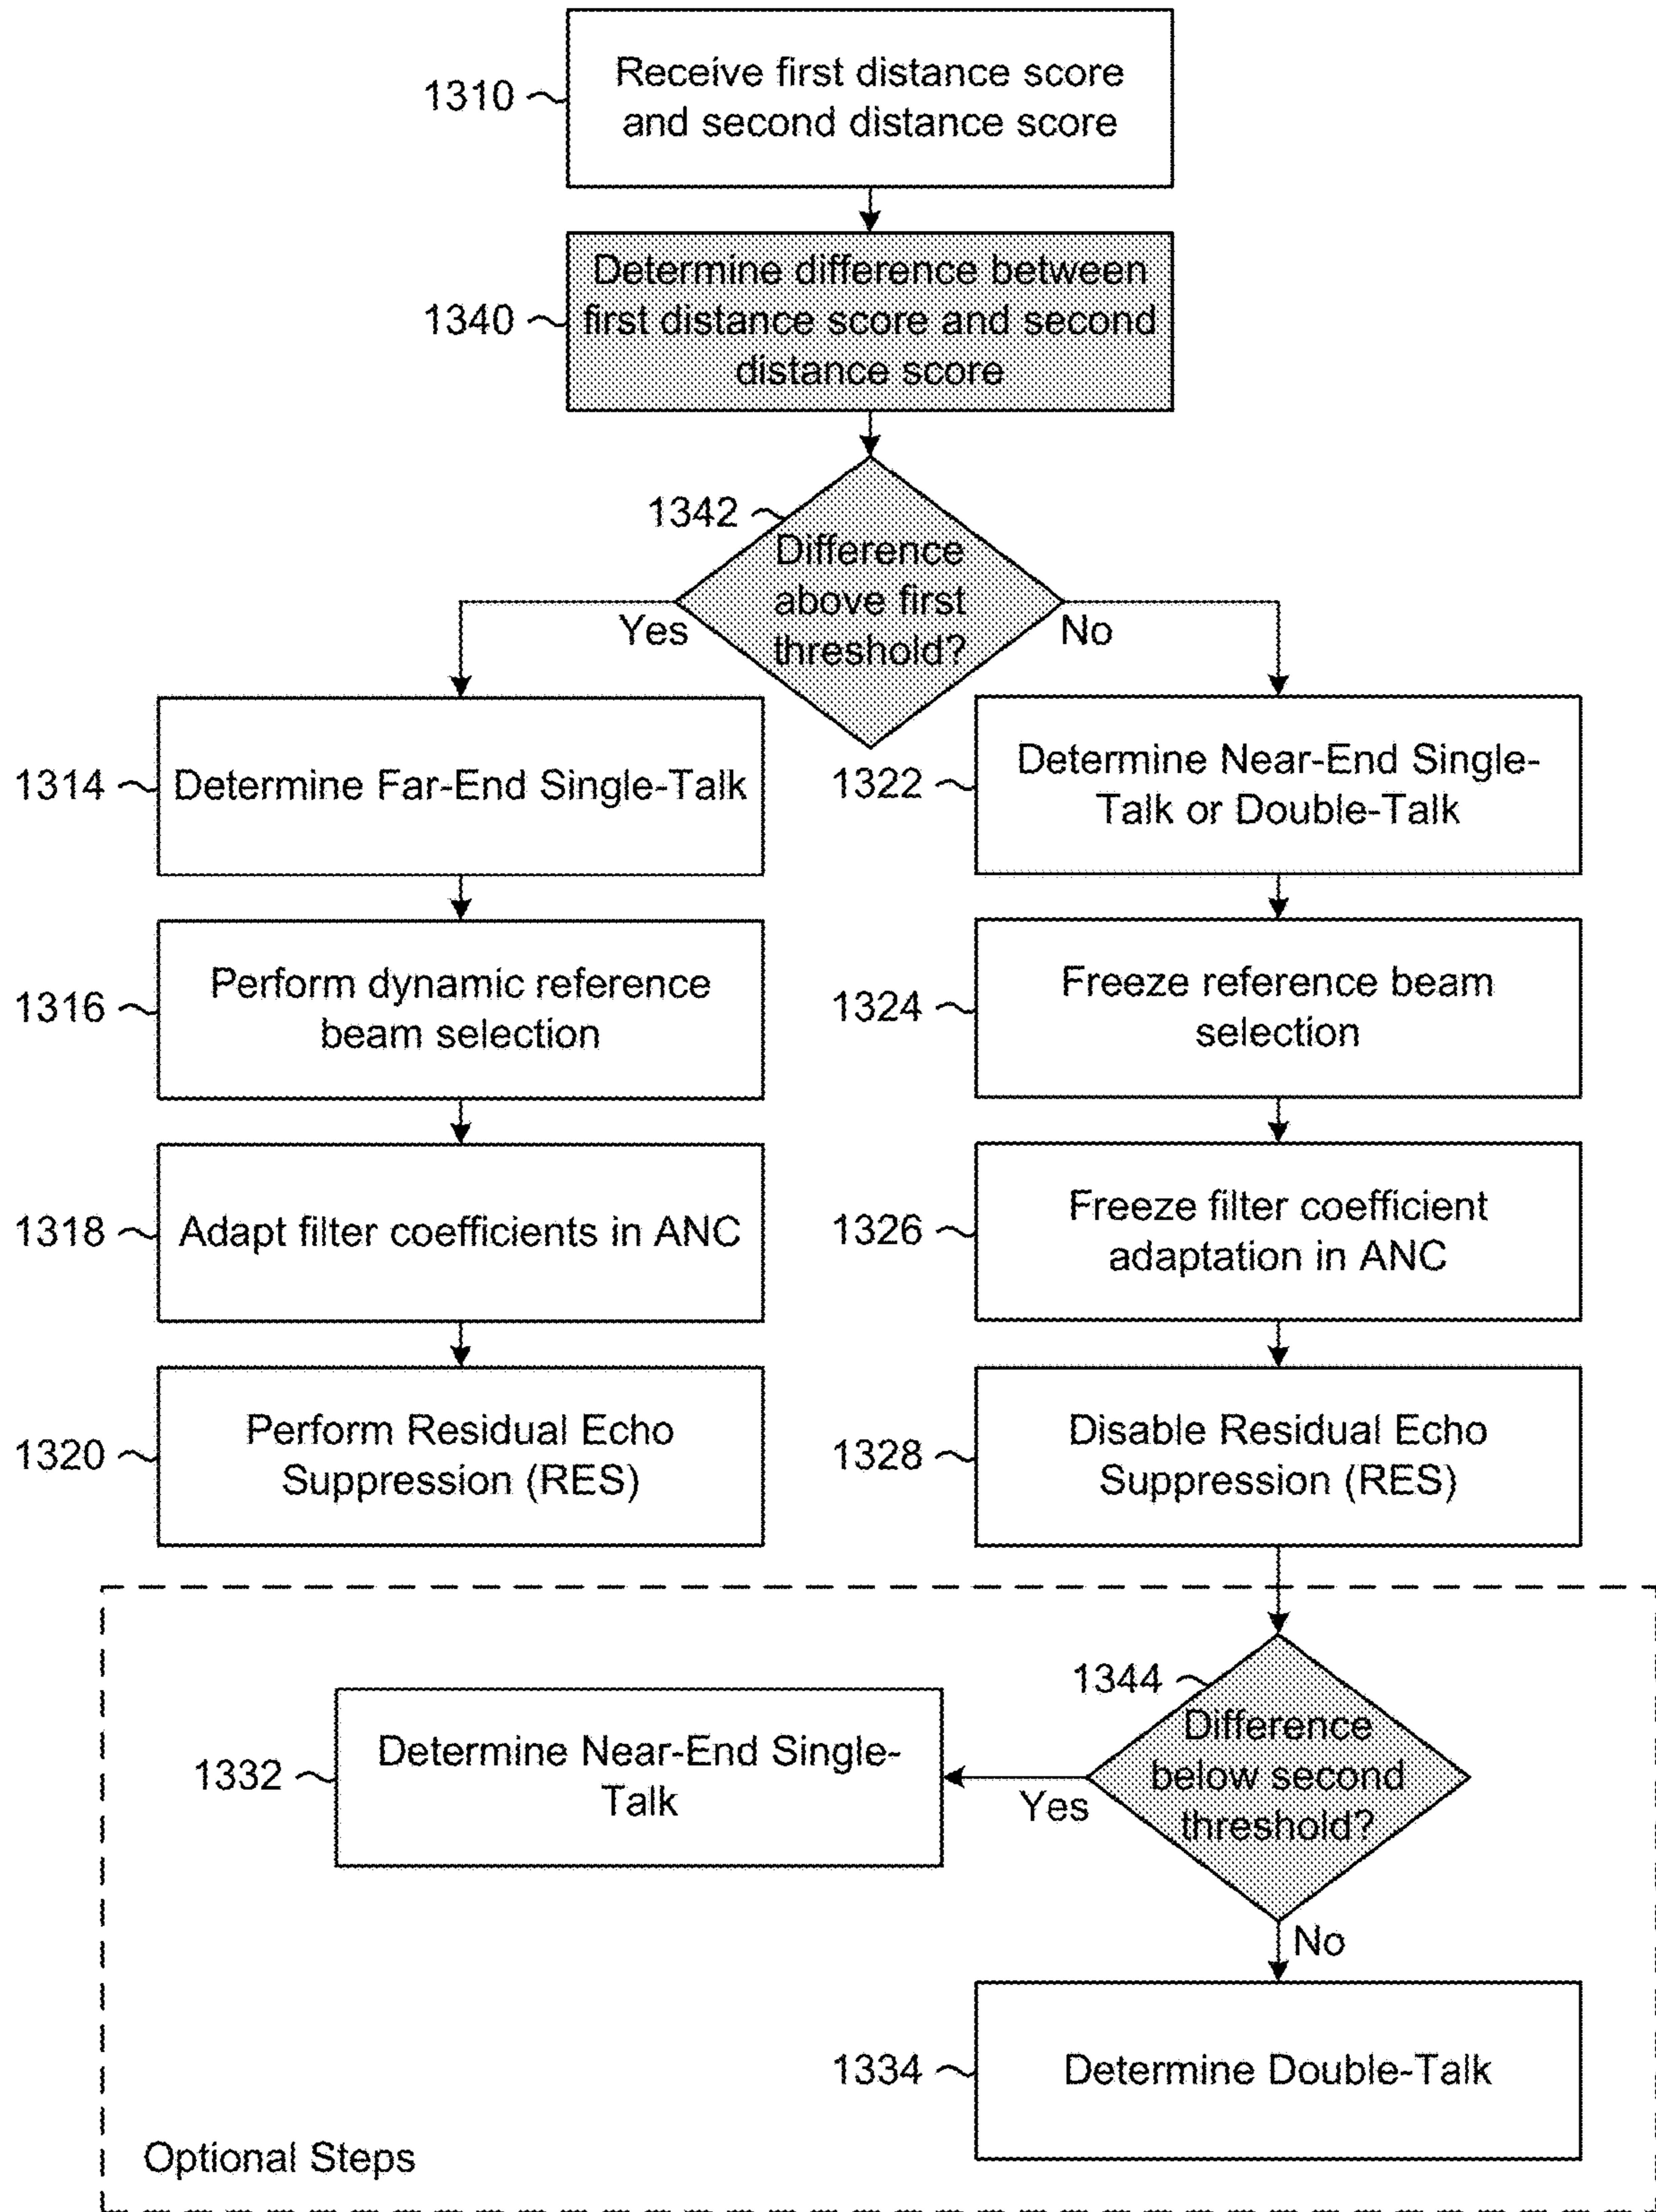 1310
Receive first distance score
and second distance score
1340
Determine difference between
first distance score and second
distance score
1342
Difference
above first
threshold?
Yes
No
1314
Determine Far-End Single-Talk
1322
Determine Near-End Single-
Talk or Double-Talk
1316
Perform dynamic reference
beam selection
1324
Freeze reference beam
selection
1318
Adapt filter coefficients in ANC
1326
Freeze filter coefficient
adaptation in ANC
1320
Perform Residual Echo
Suppression (RES)
1328
Disable Residual Echo
Suppression (RES)
1344
Difference
below second
threshold?
Yes
No
1332
Determine Near-End Single-
Talk
1334
Determine Double-Talk
Optional Steps